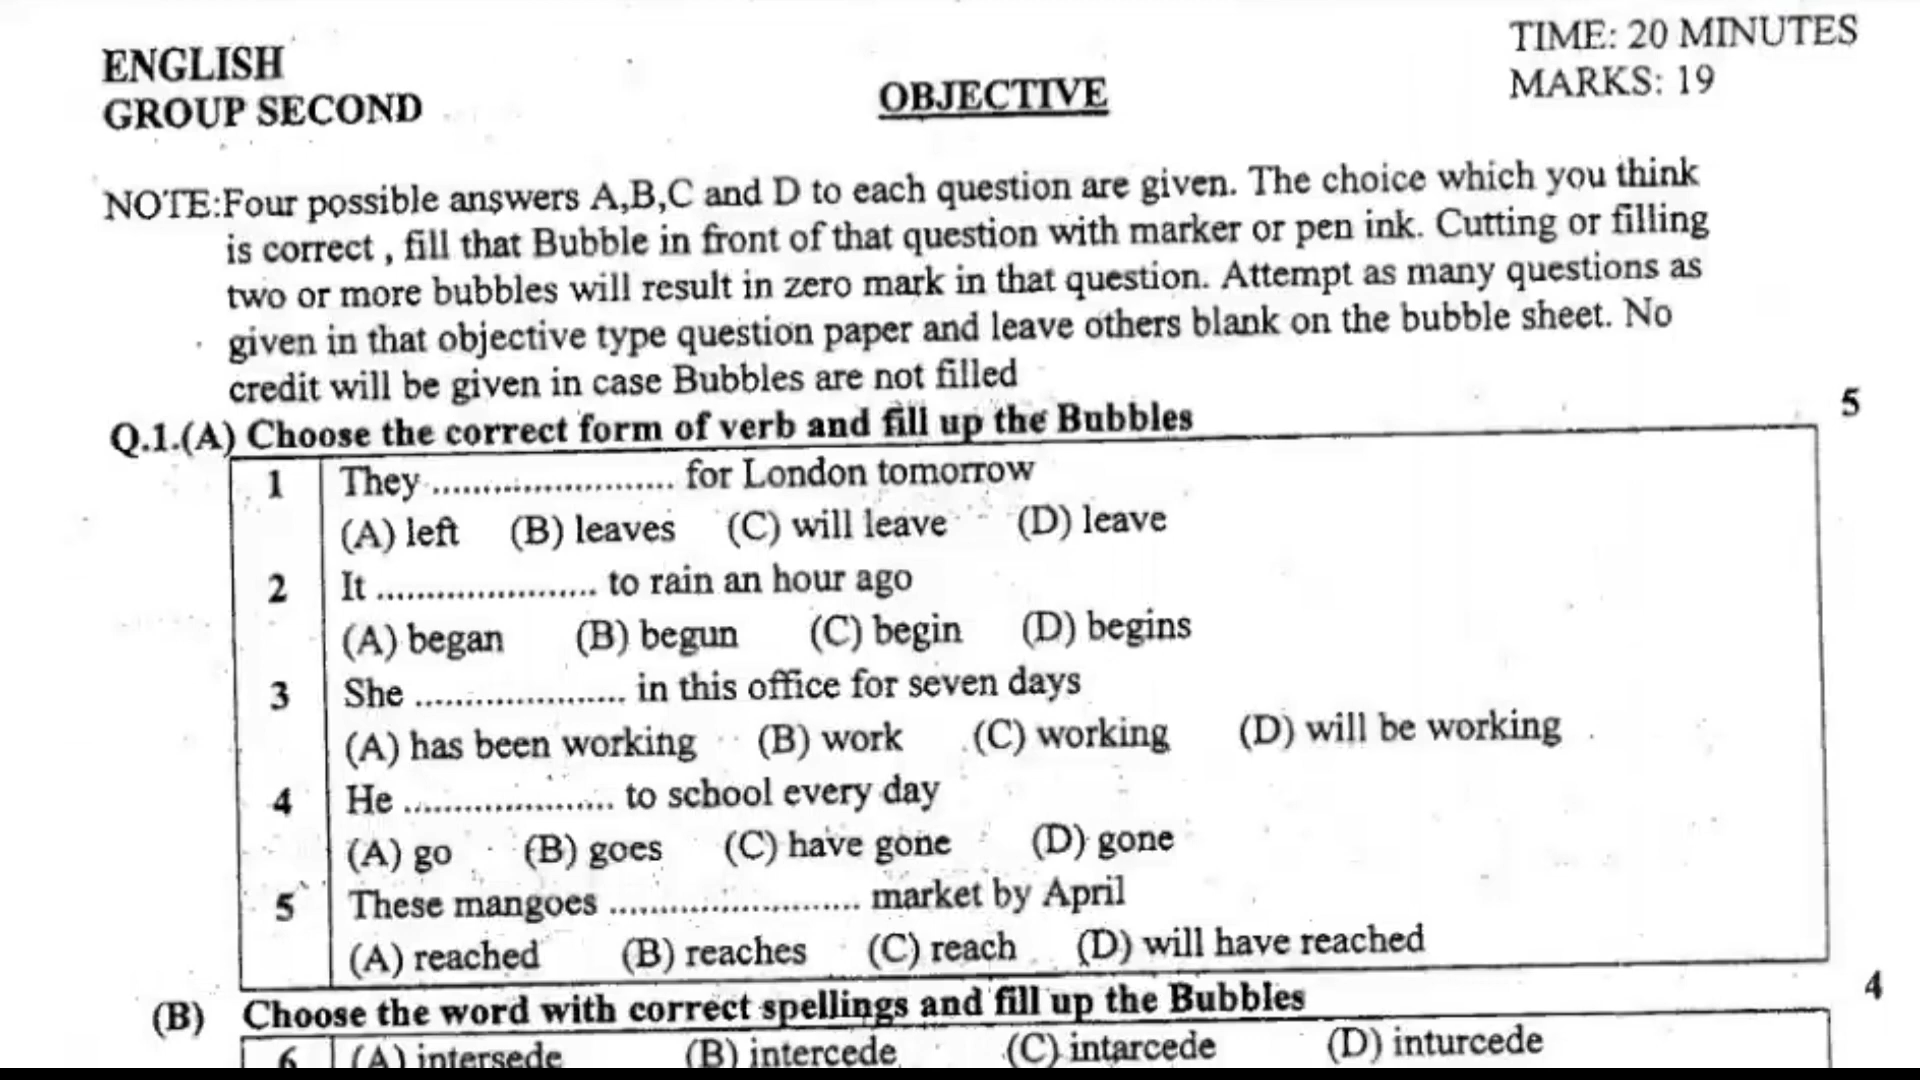 ENGLISH
GROUP SECOND
OBJECTIVE
TIME: 20 MINUTES
MARKS: 19
NOTE:Four possible answers A,B,C and D to each question are given. The choice which you think
is correct , fill that Bubble in front of that question with marker or pen ink. Cutting or filling
two or more bubbles will result in zero mark in that question. Attempt as many questions as
given in that objective type question paper and leave others blank on the bubble sheet. No
credit will be given in case Bubbles are not filled
Q.1.(A) Choose the correct form of verb and fill up the Bubbles 5
1 They ........................ for London tomorrow
(A) left (B) leaves (C) will leave (D) leave
2 It ...................... to rain an hour ago
(A) began (B) begun (C) begin (D) begins
3 She ..................... in this office for seven days
(A) has been working (B) work (C) working (D) will be working
4 He ..................... to school every day
(A) go (B) goes (C) have gone (D) gone
5 These mangoes ......................... market by April
(A) reached (B) reaches (C) reach (D) will have reached
(B) Choose the word with correct spellings and fill up the Bubbles 4
6 (A) intersede (B) intercede (C) intarcede (D) inturcede